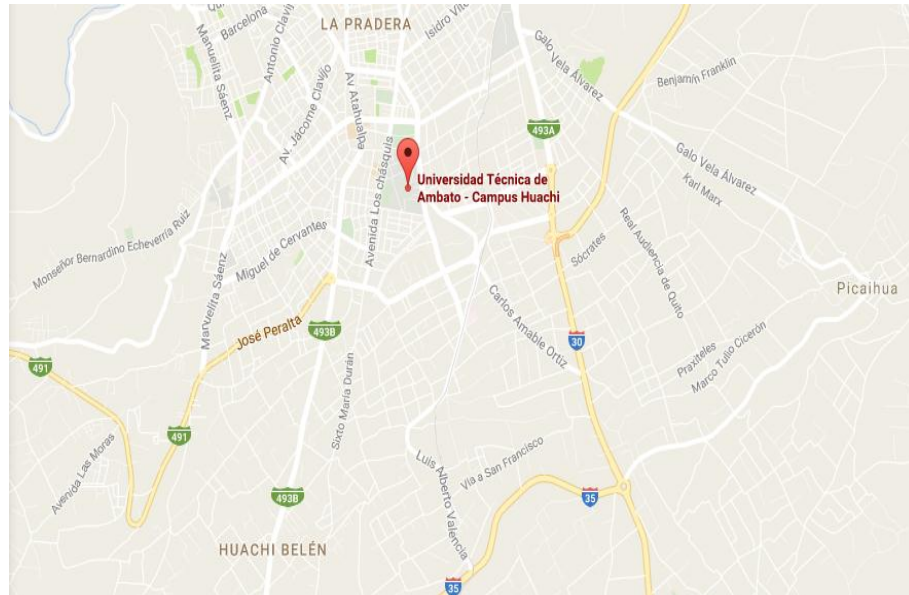 LA PRADERA
Barcelona
Manuelita Sáenz
Antonio Clavijo
Isidro
Av. Jácome Clavijo
Av Atahualpa
Galo Vela Álvarez
Benjamín Franklin
493A
Avenida Los chásquis
Universidad Técnica de
Ambato - Campus Huachi
Galo Vela Álvarez
Karl Marx
Monseñor Bernardino Echeverría Ruiz
Miguel de Cervantes
Real Audiencia de Quito
Sócrates
Picaihua
Manuelita Sáenz
José Peralta
493B
Carlos Amable Ortiz
30
491
Sixto María Durán
Praxiteles
Marco Tulio Cicerón
491
Avenida Las Moras
Luis Alberto Valencia
Vía a San Francisco
493B
35
HUACHI BELÉN
35